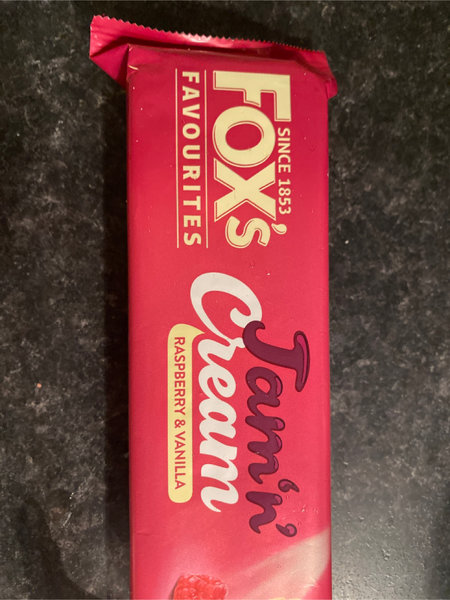 SINCE 1853
FOX'S
FAVOURITES
Jam 'n'
Cream
RASPBERRY & VANILLA